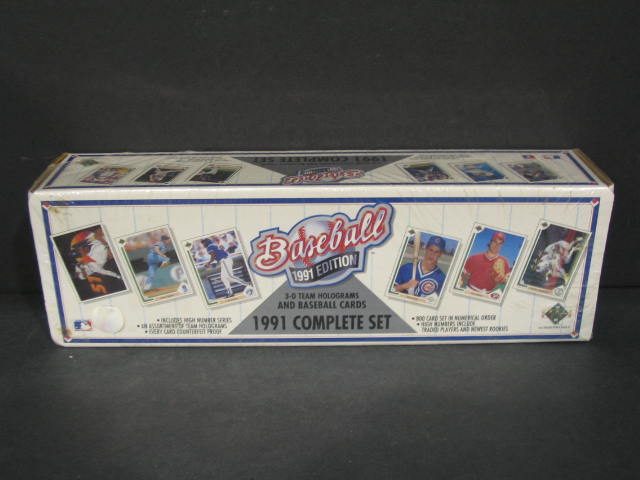 1991 COMPLETE SET
Baseball
1991 EDITION
3-D TEAM HOLOGRAMS
AND BASEBALL CARDS
1991 COMPLETE SET
• INCLUDES HIGH NUMBER SERIES
• AN ASSORTMENT OF TEAM HOLOGRAMS
• EVERY CARD COUNTERFEIT PROOF
• 800 CARD SET IN NUMERICAL ORDER
• HIGH NUMBERS INCLUDE
TRADED PLAYERS AND NEWEST ROOKIES